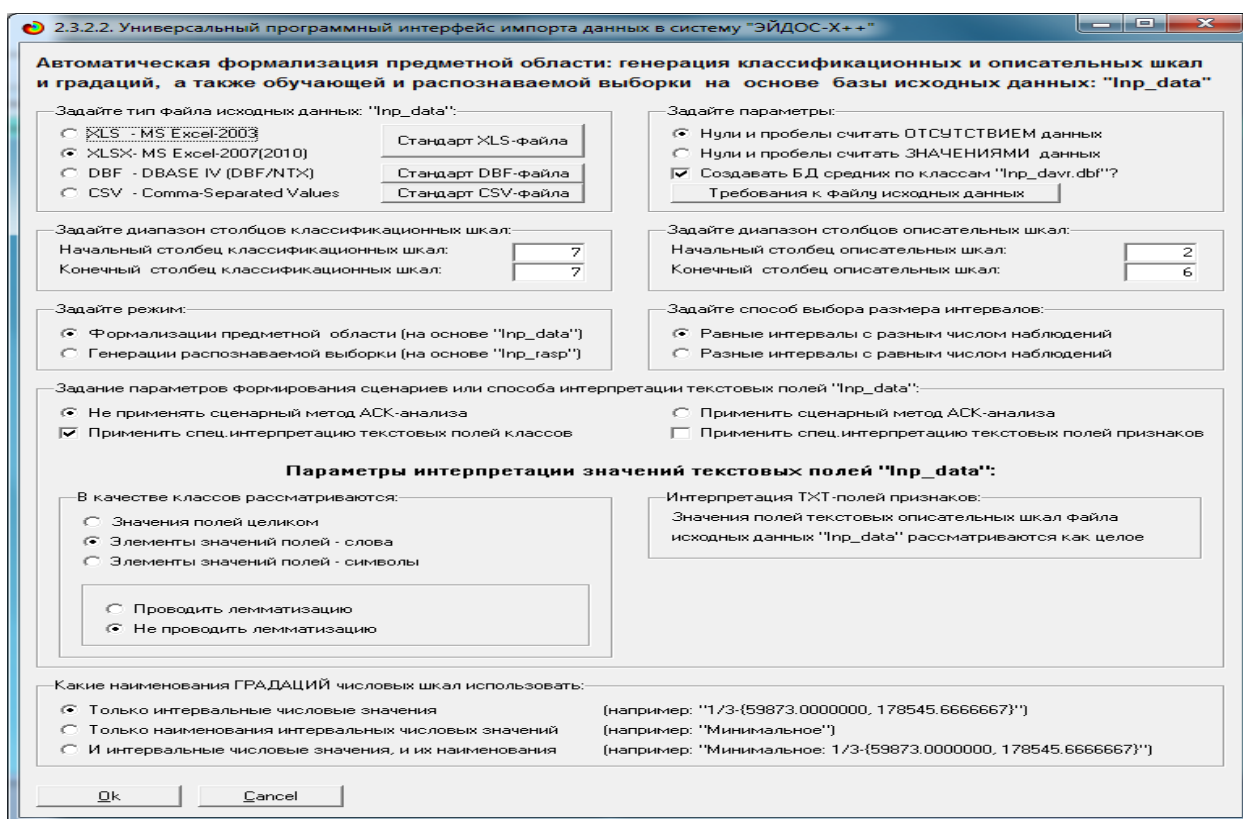 2.3.2.2. Универсальный программный интерфейс импорта данных в систему "ЭЙДОС-X++"
Автоматическая формализация предметной области: генерация классификационных и описательных шкал
и градаций, а также обучающей и распознаваемой выборки на основе базы исходных данных: "Inp_data"
Задайте тип файла исходных данных: "Inp_data":
XLS - MS Excel-2003
XLSX- MS Excel-2007(2010)
DBF - DBASE IV (DBF/NTX)
CSV - Comma-Separated Values
Стандарт XLS-файла
Стандарт DBF-файла
Стандарт CSV-файла
Задайте параметры:
Нули и пробелы считать ОТСУТСТВИЕМ данных
Нули и пробелы считать ЗНАЧЕНИЯМИ данных
Создавать БД средних по классам "Inp_davr.dbf"?
Требования к файлу исходных данных
Задайте диапазон столбцов классификационных шкал:
Начальный столбец классификационных шкал: 7
Конечный столбец классификационных шкал: 7
Задайте диапазон столбцов описательных шкал:
Начальный столбец описательных шкал: 2
Конечный столбец описательных шкал: 6
Задайте режим:
Формализации предметной области (на основе "Inp_data")
Генерации распознаваемой выборки (на основе "Inp_rasp")
Задайте способ выбора размера интервалов:
Равные интервалы с разным числом наблюдений
Разные интервалы с равным числом наблюдений
Задание параметров формирования сценариев или способа интерпретации текстовых полей "Inp_data":
Не применять сценарный метод АСК-анализа
Применить сценарный метод АСК-анализа
Применить спец.интерпретацию текстовых полей классов
Применить спец.интерпретацию текстовых полей признаков
Параметры интерпретации значений текстовых полей "Inp_data":
В качестве классов рассматриваются:
Значения полей целиком
Элементы значений полей - слова
Элементы значений полей - символы
Проводить лемматизацию
Не проводить лемматизацию
Интерпретация TXT-полей признаков:
Значения полей текстовых описательных шкал файла
исходных данных "Inp_data" рассматриваются как целое
Какие наименования ГРАДАЦИЙ числовых шкал использовать:
Только интервальные числовые значения (например: "1/3-{59873.0000000, 178545.6666667}")
Только наименования интервальных числовых значений (например: "Минимальное")
И интервальные числовые значения, и их наименования (например: "Минимальное: 1/3-{59873.0000000, 178545.6666667}")
Ok
Cancel